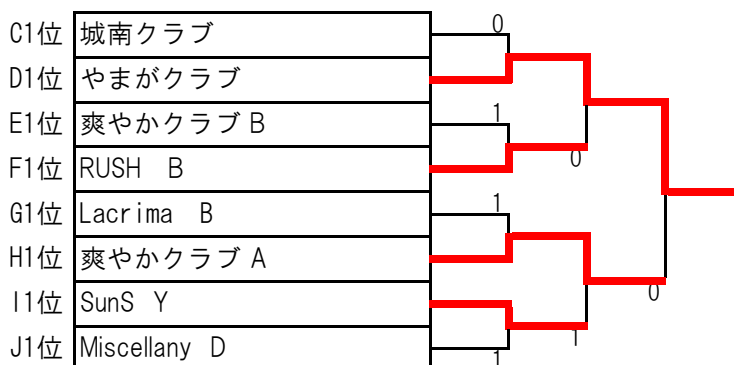 C1位 城南クラブ 0
D1位 やまがクラブ
E1位 爽やかクラブ B 1
F1位 RUSH B 0
G1位 Lacrima B 1
H1位 爽やかクラブ A
I1位 SunS Y 0
J1位 Miscellany D 1 1